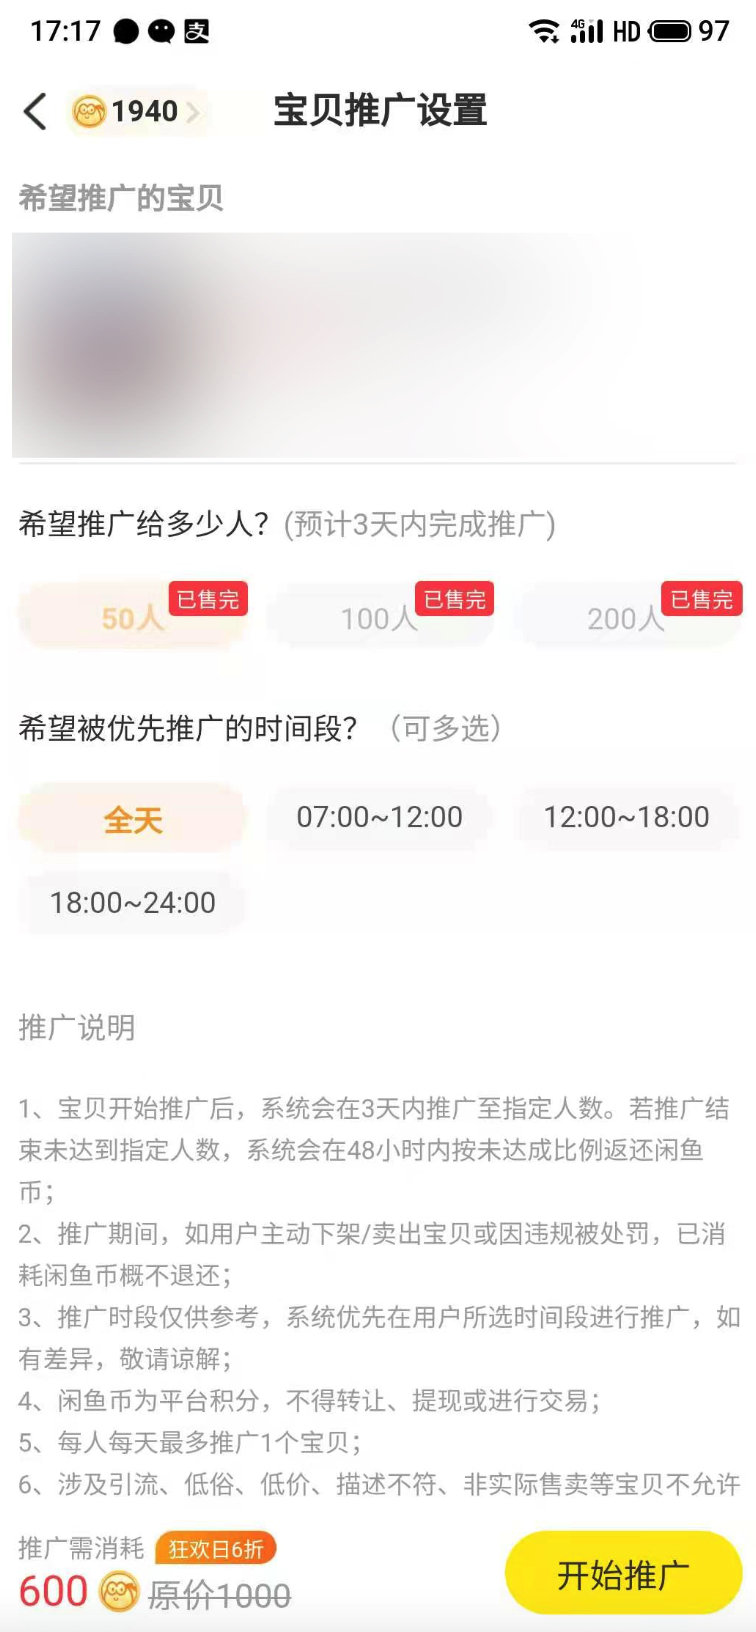 17:17 支 4G HD 97
1940 宝贝推广设置
希望推广的宝贝
希望推广给多少人？(预计3天内完成推广)
50人 已售完 100人 已售完 200人 已售完
希望被优先推广的时间段？（可多选）
全天 07:00~12:00 12:00~18:00
18:00~24:00
推广说明
1、宝贝开始推广后，系统会在3天内推广至指定人数。若推广结
束未达到指定人数，系统会在48小时内按未达成比例返还闲鱼
币；
2、推广期间，如用户主动下架/卖出宝贝或因违规被处罚，已消
耗闲鱼币概不退还；
3、推广时段仅供参考，系统优先在用户所选时间段进行推广，如
有差异，敬请谅解；
4、闲鱼币为平台积分，不得转让、提现或进行交易；
5、每人每天最多推广1个宝贝；
6、涉及引流、低俗、低价、描述不符、非实际售卖等宝贝不允许
推广需消耗 狂欢日6折
600 原价1000
开始推广